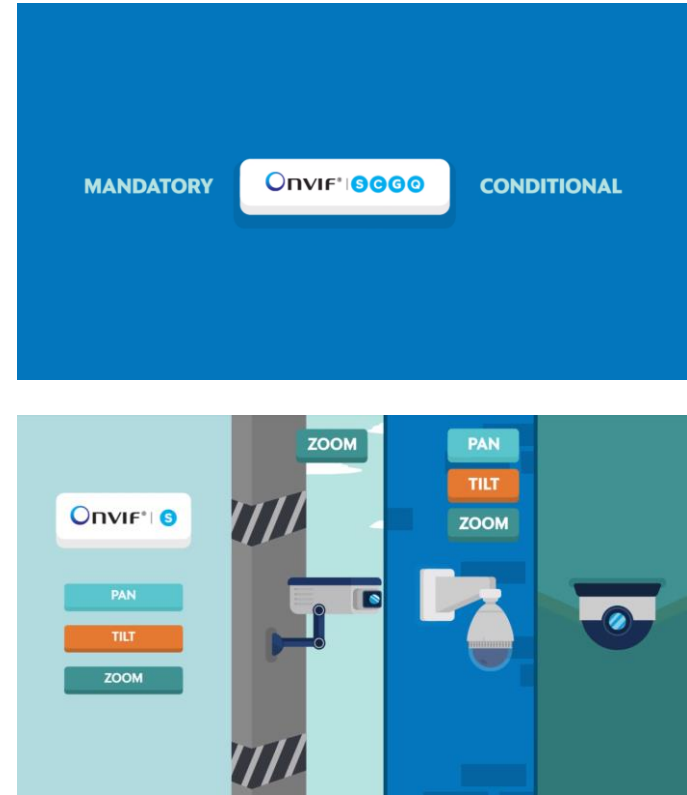 MANDATORY
ONVIF® | S C G Q
CONDITIONAL
ONVIF® | S
PAN
TILT
ZOOM
ZOOM
PAN
TILT
ZOOM